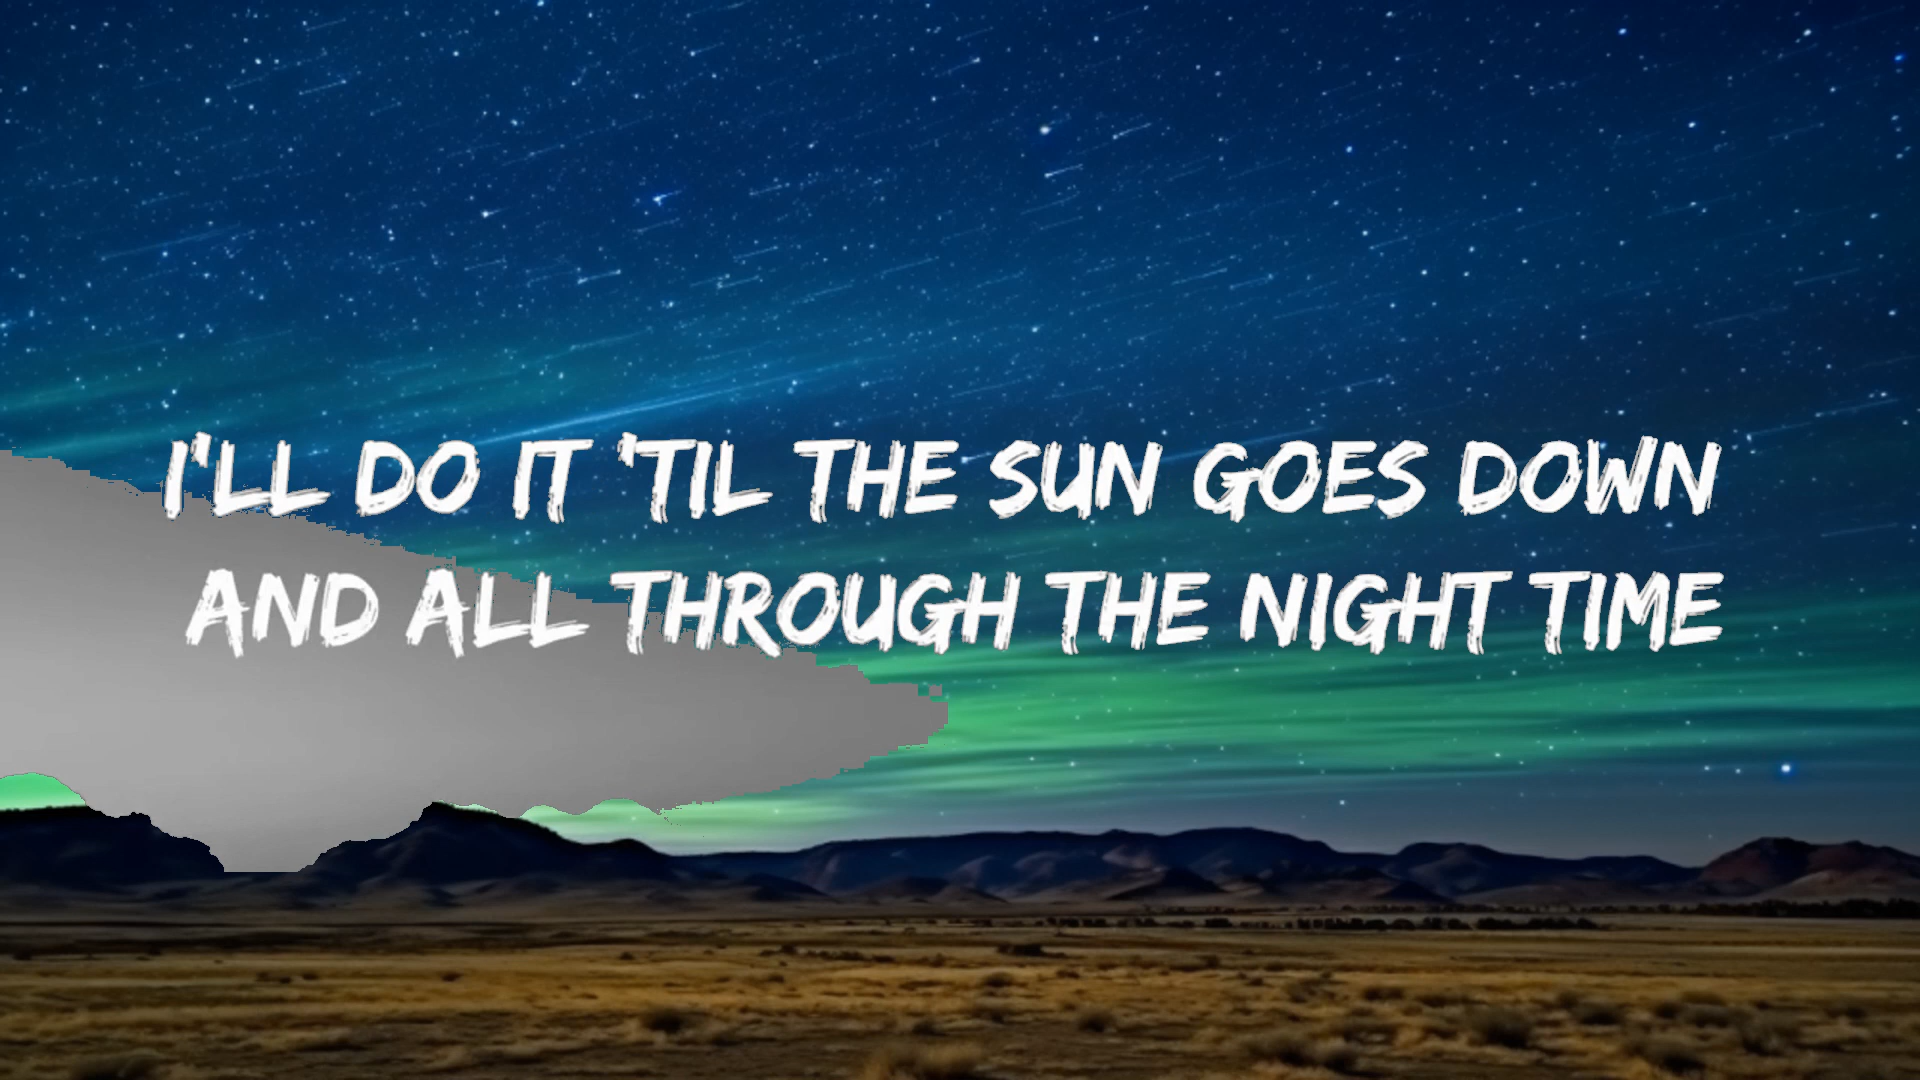 I'LL DO IT 'TIL THE SUN GOES DOWN
AND ALL THROUGH THE NIGHT TIME